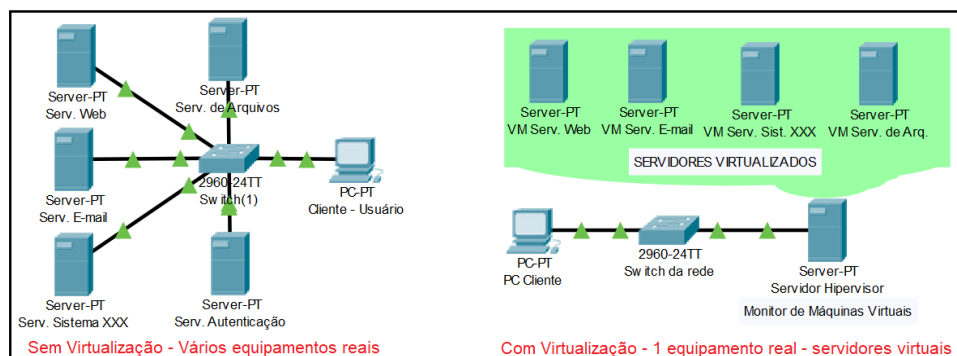 Server-PT
Serv. Web
Server-PT
Serv. de Arquivos
Server-PT
Serv. E-mail
2960-24TT
Switch(1)
PC-PT
Cliente - Usuário
Server-PT
Serv. Sistema XXX
Server-PT
Serv. Autenticação
Sem Virtualização - Vários equipamentos reais
Server-PT
VM Serv. Web
Server-PT
VM Serv. E-mail
Server-PT
VM Serv. Sist. XXX
Server-PT
VM Serv. de Arq.
SERVIDORES VIRTUALIZADOS
PC-PT
PC Cliente
2960-24TT
Switch da rede
Server-PT
Servidor Hipervisor
Monitor de Máquinas Virtuais
Com Virtualização - 1 equipamento real - servidores virtuais